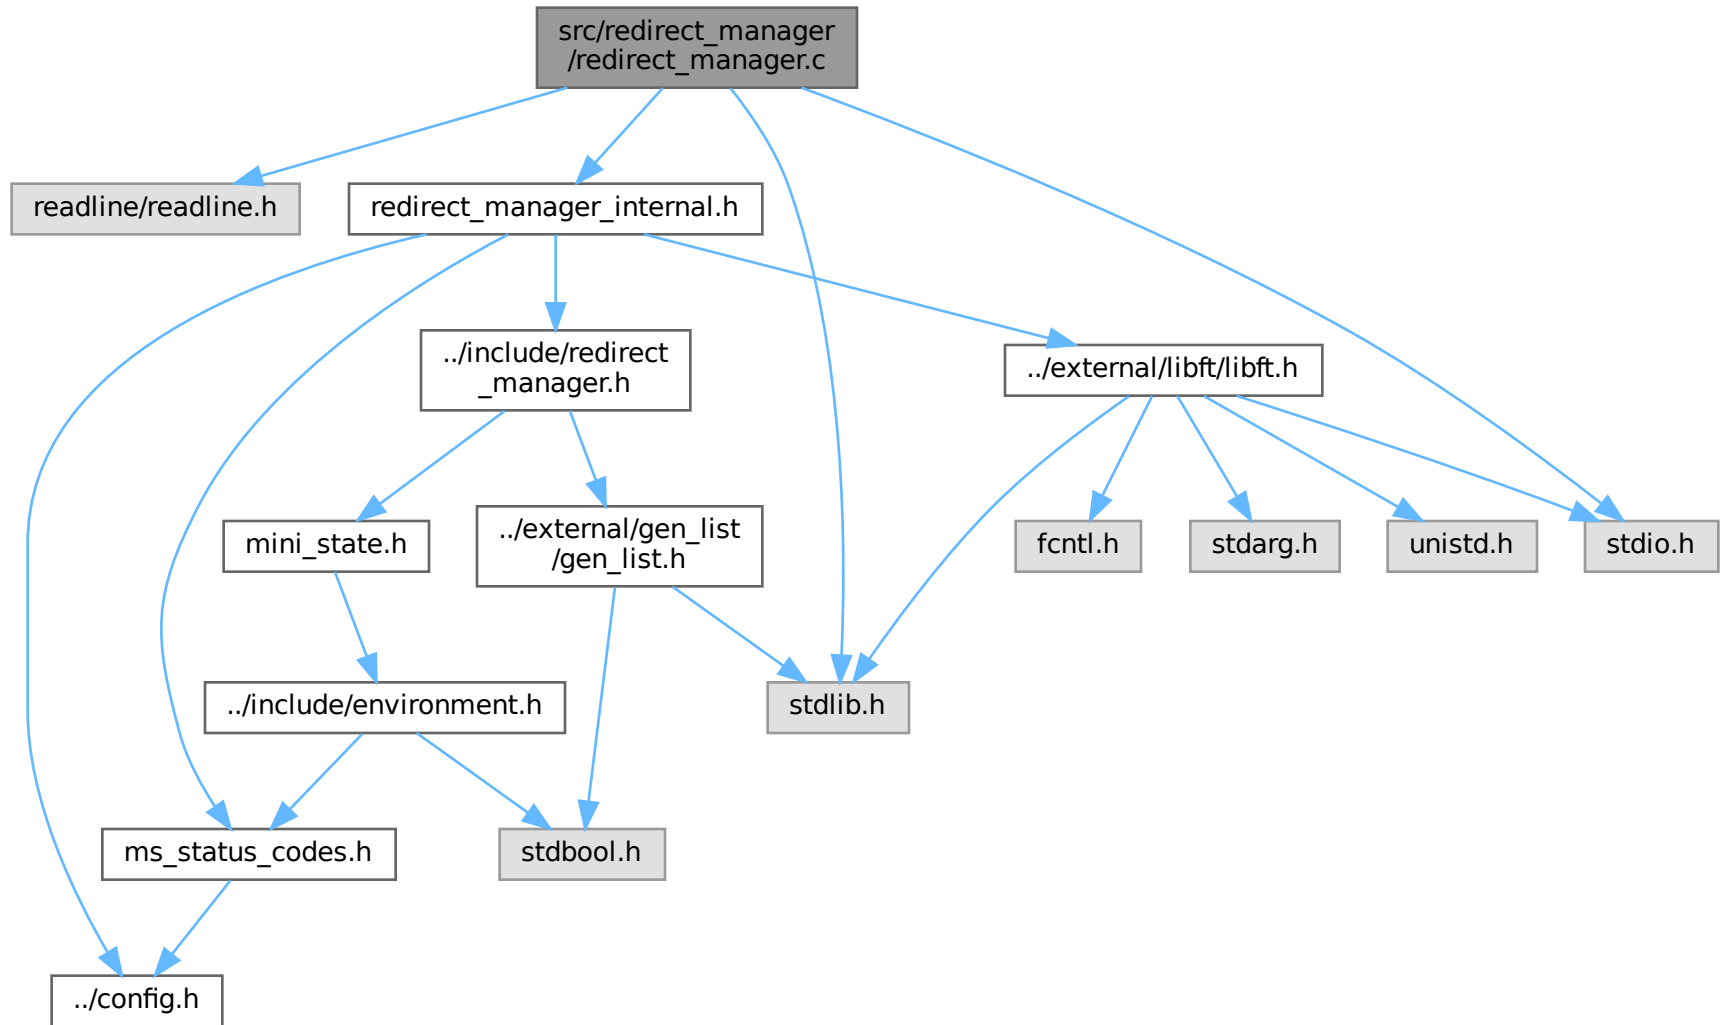 src/redirect_manager
/redirect_manager.c
readline/readline.h
redirect_manager_internal.h
../include/redirect
_manager.h
../external/libft/libft.h
mini_state.h
../external/gen_list
/gen_list.h
fcntl.h
stdarg.h
unistd.h
stdio.h
../include/environment.h
stdlib.h
ms_status_codes.h
stdbool.h
../config.h